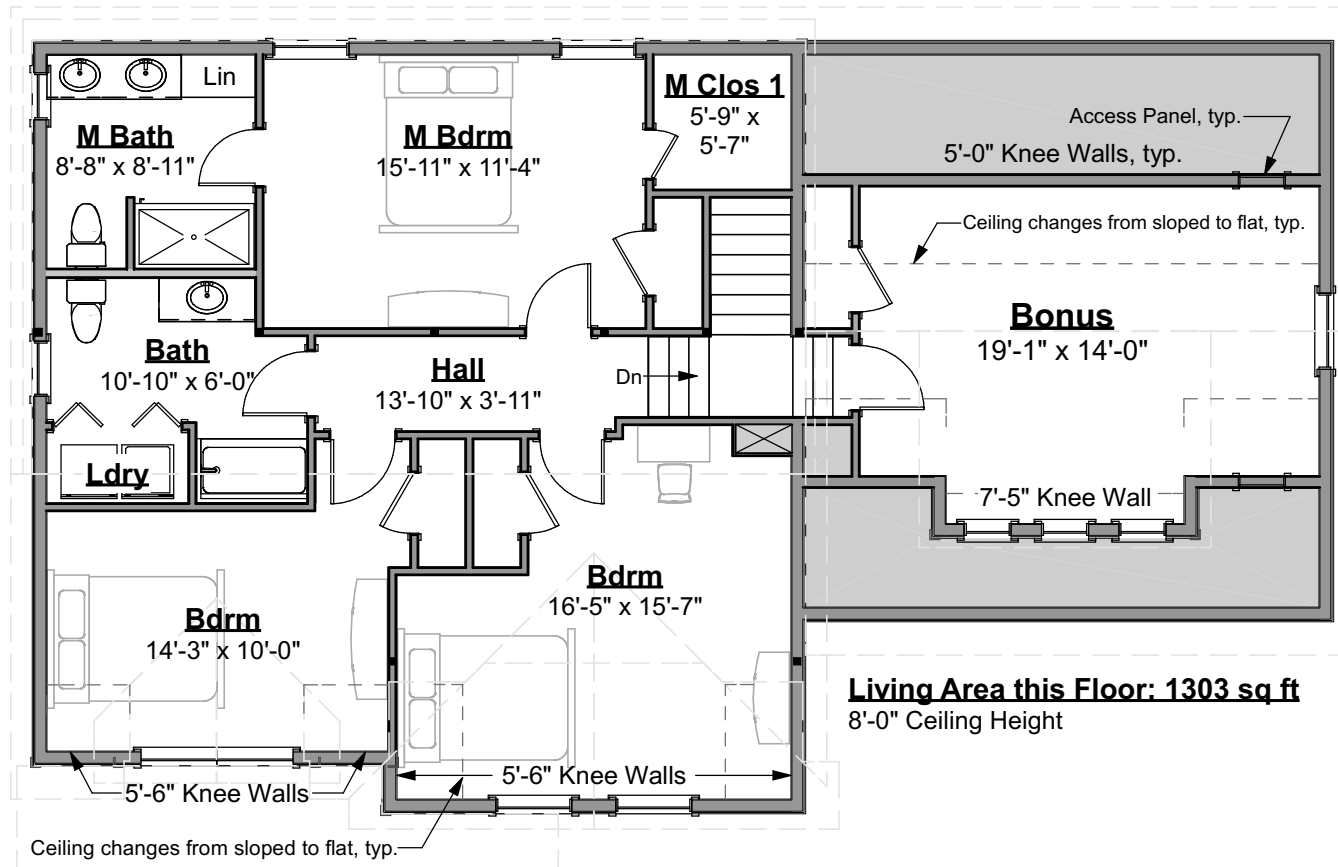 Lin
M Bath
8'-8" x 8'-11"
M Bdrm
15'-11" x 11'-4"
M Clos 1
5'-9" x
5'-7"
Access Panel, typ.
5'-0" Knee Walls, typ.
Ceiling changes from sloped to flat, typ.
Bonus
19'-1" x 14'-0"
Bath
10'-10" x 6'-0"
Hall
13'-10" x 3'-11"
Dn
Ldry
7'-5" Knee Wall
Bdrm
16'-5" x 15'-7"
Bdrm
14'-3" x 10'-0"
Living Area this Floor: 1303 sq ft
8'-0" Ceiling Height
5'-6" Knee Walls
5'-6" Knee Walls
Ceiling changes from sloped to flat, typ.